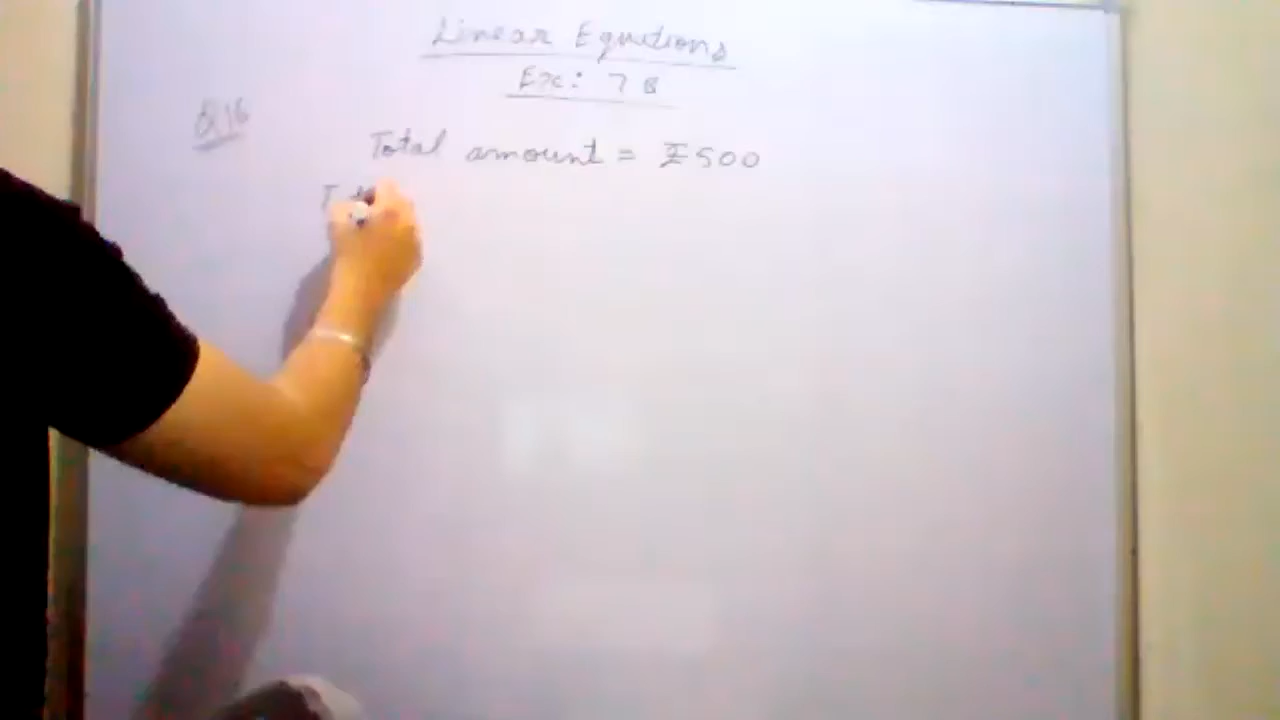 Linear Equations
Exc: 7B
Q16
Total amount = ₹500